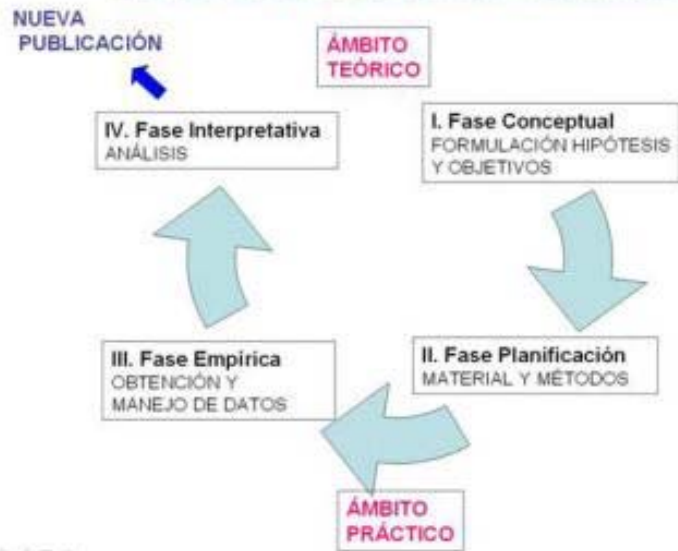 NUEVA
PUBLICACIÓN
ÁMBITO
TEÓRICO
IV. Fase Interpretativa
ANÁLISIS
I. Fase Conceptual
FORMULACIÓN HIPÓTESIS
Y OBJETIVOS
III. Fase Empírica
OBTENCIÓN Y
MANEJO DE DATOS
II. Fase Planificación
MATERIAL Y MÉTODOS
ÁMBITO
PRÁCTICO